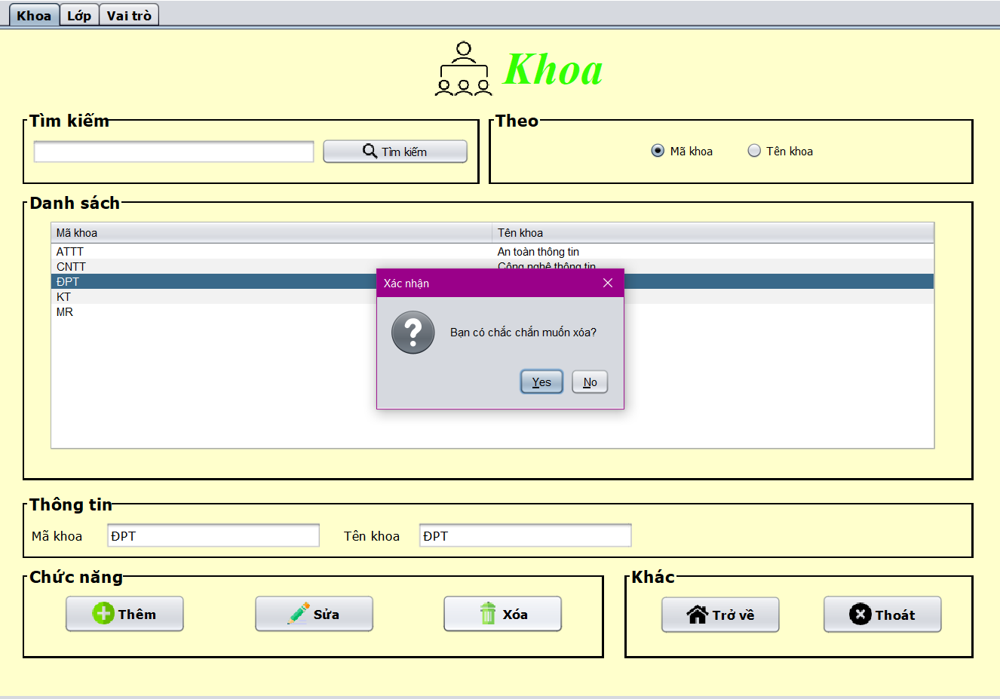 Khoa Lớp Vai trò
Khoa
Tìm kiếm
Tìm kiếm
Theo
Mã khoa Tên khoa
Danh sách
Mã khoa Tên khoa
ATTT An toàn thông tin
CNTT Công nghệ thông tin
ĐPT
KT
MR
Xác nhận
Bạn có chắc chắn muốn xóa?
Yes No
Thông tin
Mã khoa ĐPT Tên khoa ĐPT
Chức năng
Thêm Sửa Xóa
Khác
Trở về Thoát